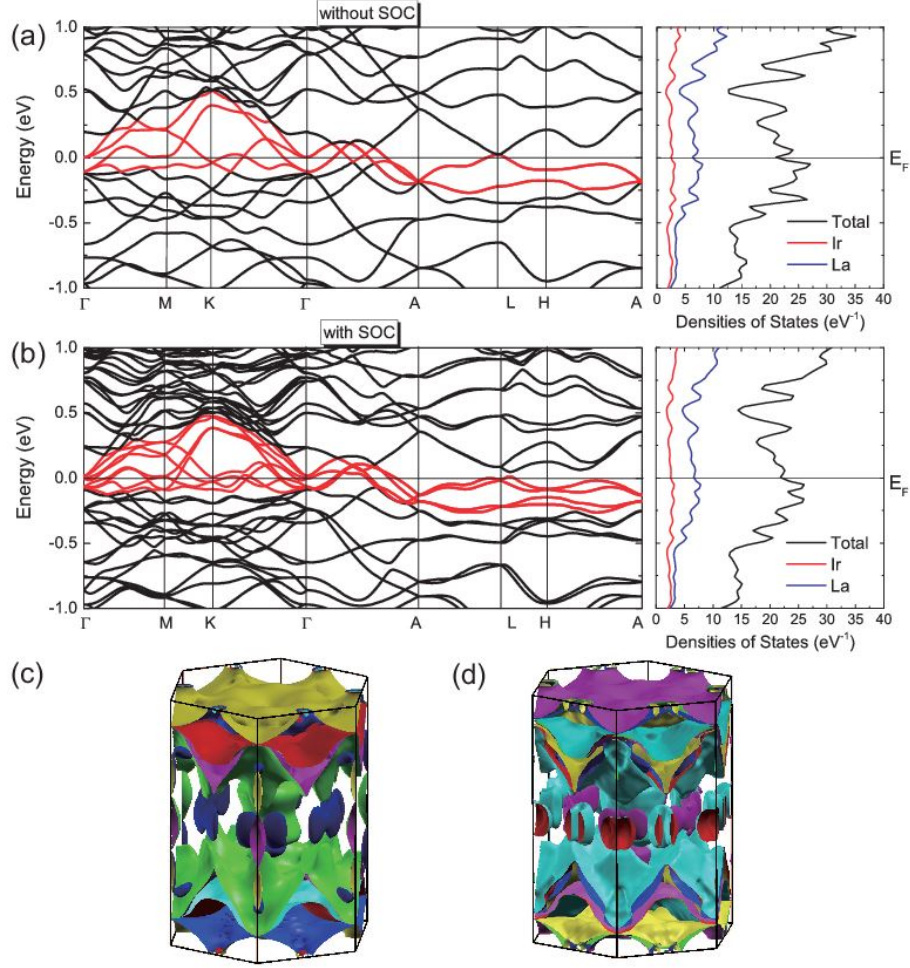 without SOC
(a)
1.0
0.5
0.0
-0.5
-1.0
Energy (eV)
Γ M K Γ A L H A
E_F
Total
Ir
La
0 5 10 15 20 25 30 35 40
Densities of States (eV⁻¹)
with SOC
(b)
1.0
0.5
0.0
-0.5
-1.0
Energy (eV)
Γ M K Γ A L H A
E_F
Total
Ir
La
0 5 10 15 20 25 30 35 40
Densities of States (eV⁻¹)
(c) (d)